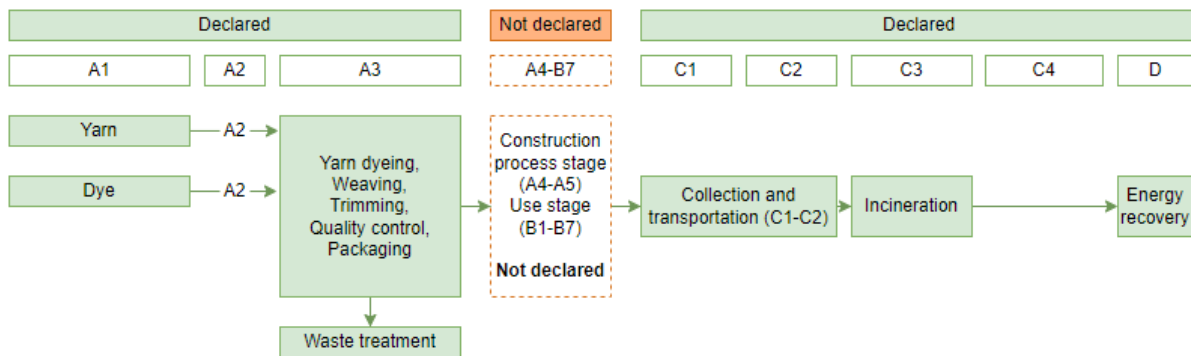 Declared
Not declared
Declared
A1
A2
A3
A4-B7
C1
C2
C3
C4
D
Yarn
A2
Dye
A2
Yarn dyeing,
Weaving,
Trimming,
Quality control,
Packaging
Construction
process stage
(A4-A5)
Use stage
(B1-B7)
Not declared
Collection and
transportation (C1-C2)
Incineration
Energy
recovery
Waste treatment